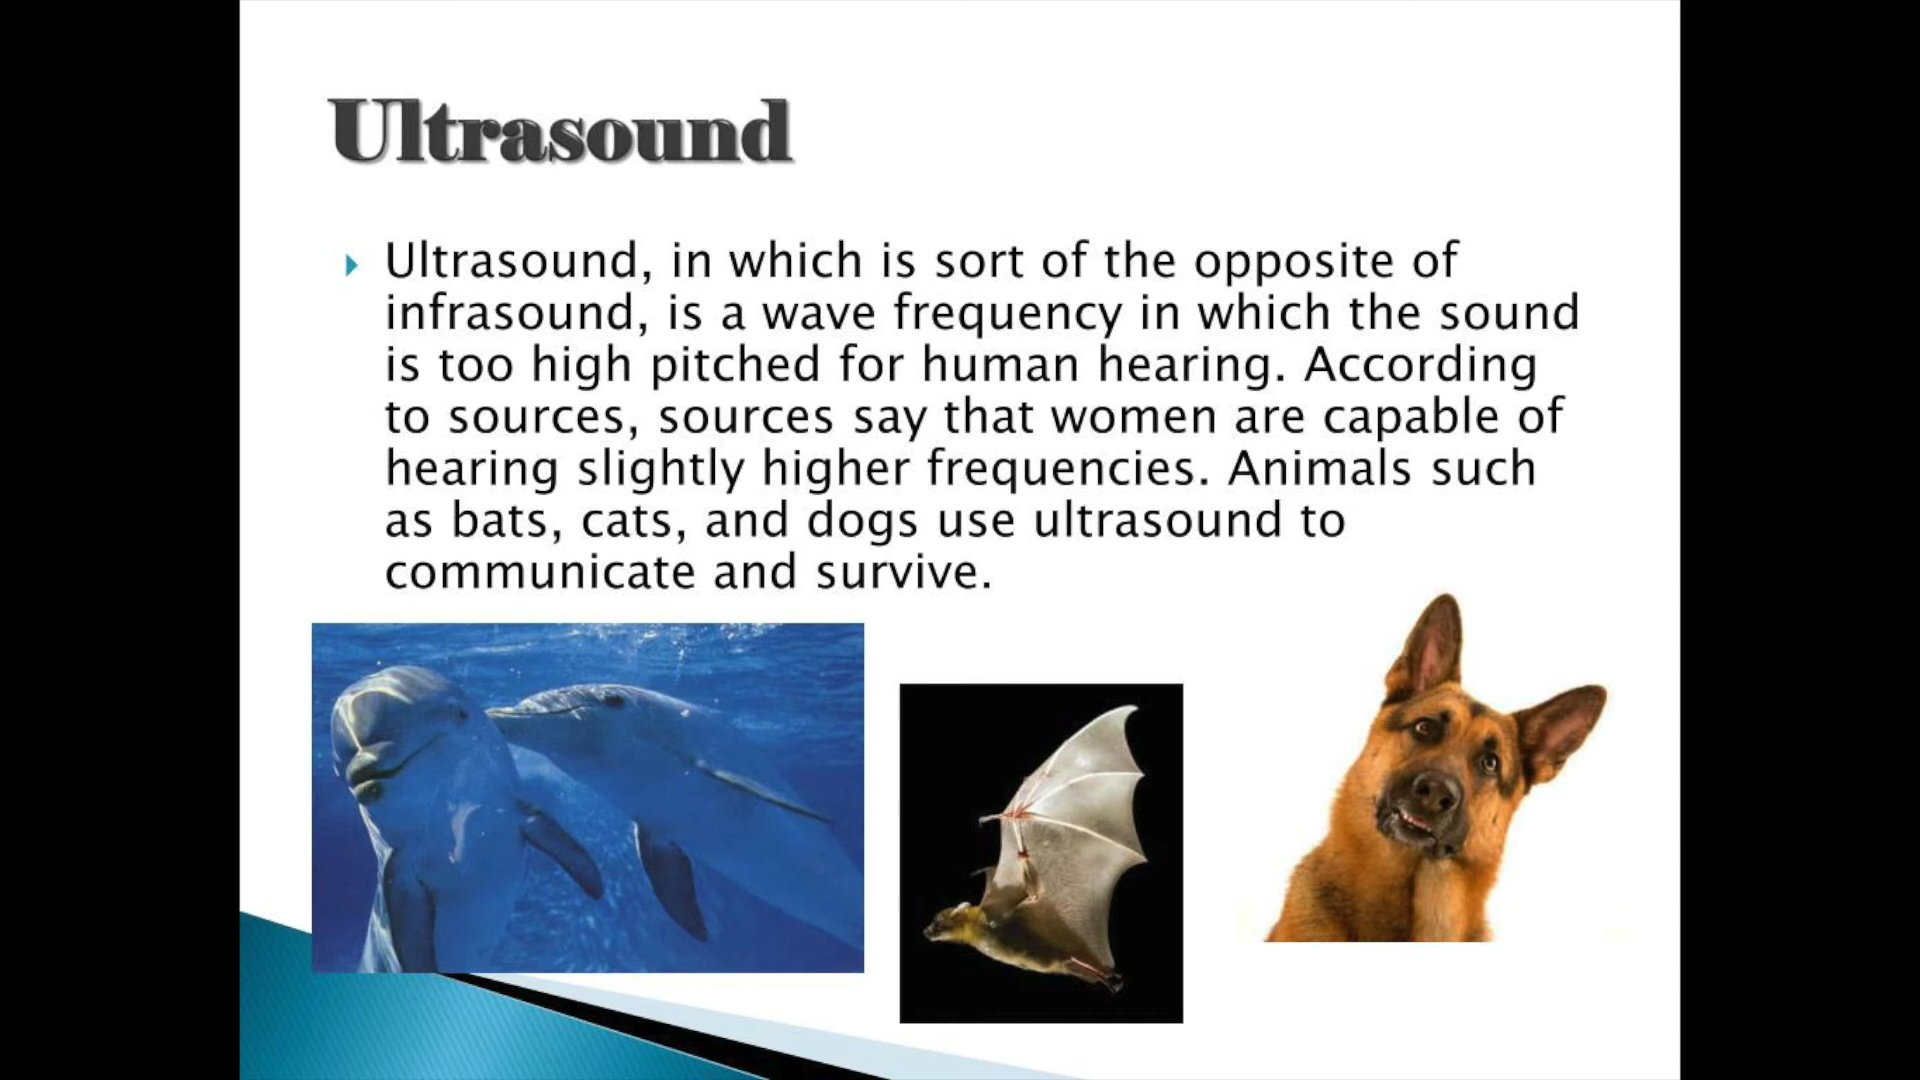 Ultrasound
Ultrasound, in which is sort of the opposite of
infrasound, is a wave frequency in which the sound
is too high pitched for human hearing. According
to sources, sources say that women are capable of
hearing slightly higher frequencies. Animals such
as bats, cats, and dogs use ultrasound to
communicate and survive.